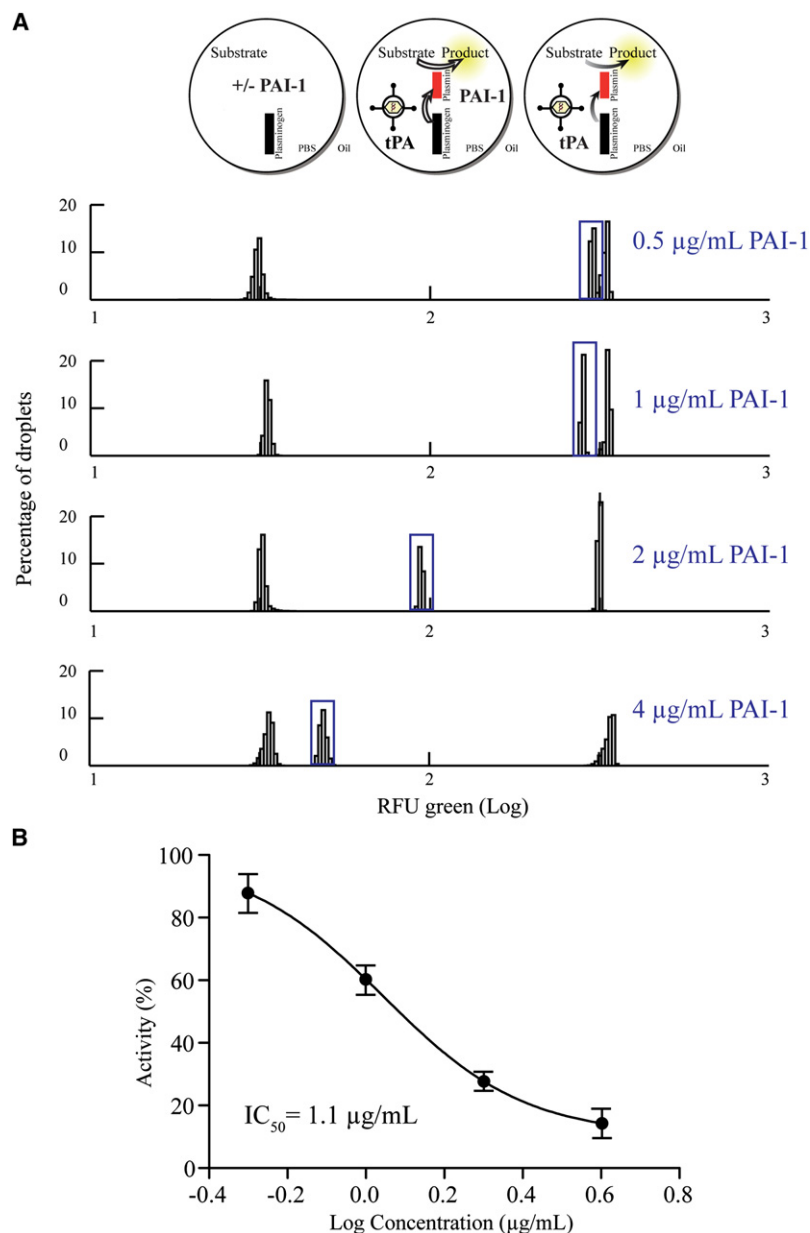 A
Substrate
+/- PAI-1
Plasminogen
PBS
Oil
Substrate Product
Plasmin
PAI-1
tPA
Plasminogen
PBS
Oil
Substrate Product
Plasmin
tPA
Plasminogen
PBS
Oil
Percentage of droplets
20
10
0
1 2 3
0.5 µg/mL PAI-1
20
10
0
1 2 3
1 µg/mL PAI-1
20
10
0
1 2 3
2 µg/mL PAI-1
20
10
0
1 2 3
4 µg/mL PAI-1
RFU green (Log)
B
Activity (%)
100
80
60
40
20
0
IC50= 1.1 µg/mL
-0.4 -0.2 0.0 0.2 0.4 0.6 0.8
Log Concentration (µg/mL)